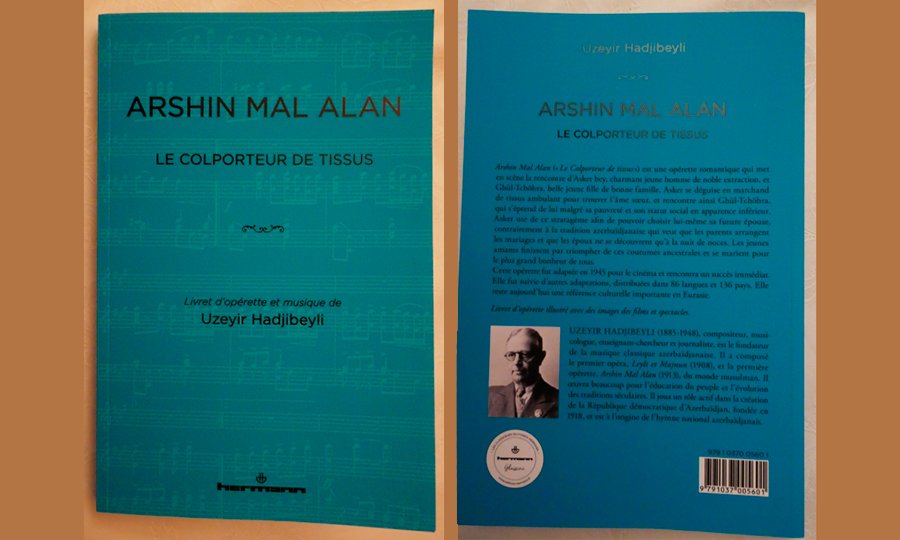 ARSHIN MAL ALAN
LE COLPORTEUR DE TISSUS
Livret d'opérette et musique de
Uzeyir Hadjibeyli
hermann
Uzeyir Hadjibeyli
ARSHIN MAL ALAN
LE COLPORTEUR DE TISSUS
Arshin Mal Alan (« Le Colporteur de tissus ») est une opérette romantique qui met
en scène la rencontre d'Asker bey, charmant jeune homme de noble extraction, et
Ghül-Tchöhra, belle jeune fille de bonne famille. Asker se déguise en marchand
de tissus ambulant pour trouver l'âme sœur, et rencontre ainsi Ghül-Tchöhra,
qui s'éprend de lui malgré sa pauvreté et son statut social en apparence inférieur.
Asker use de ce stratagème afin de pouvoir choisir lui-même sa future épouse,
contrairement à la tradition azerbaïdjanaise qui veut que les parents arrangent
les mariages et que les époux ne se découvrent qu'à la nuit de noces. Les jeunes
amants finissent par triompher de ces coutumes ancestrales et se marient pour
le plus grand bonheur de tous.
Cette opérette fut adaptée en 1945 pour le cinéma et rencontra un succès immédiat.
Elle fut suivie d'autres adaptations, distribuées dans 86 langues et 136 pays. Elle
reste aujourd'hui une référence culturelle importante en Eurasie.
Livret d'opérette illustré avec des images des films et spectacles.
UZEYIR HADJIBEYLI (1885-1948), compositeur, musi-
cologue, enseignant-chercheur et journaliste, est le fondateur
de la musique classique azerbaïdjanaise. Il a composé
le premier opéra, Leyli et Majnun (1908), et la première
opérette, Arshin Mal Alan (1913), du monde musulman. Il
œuvra beaucoup pour l'éducation du peuple et l'évolution
des traditions séculaires. Il joua un rôle actif dans la création
de la République démocratique d'Azerbaïdjan, fondée en
1918, et est à l'origine de l'hymne national azerbaïdjanais.
hermann
Glassin
9 791037 005601